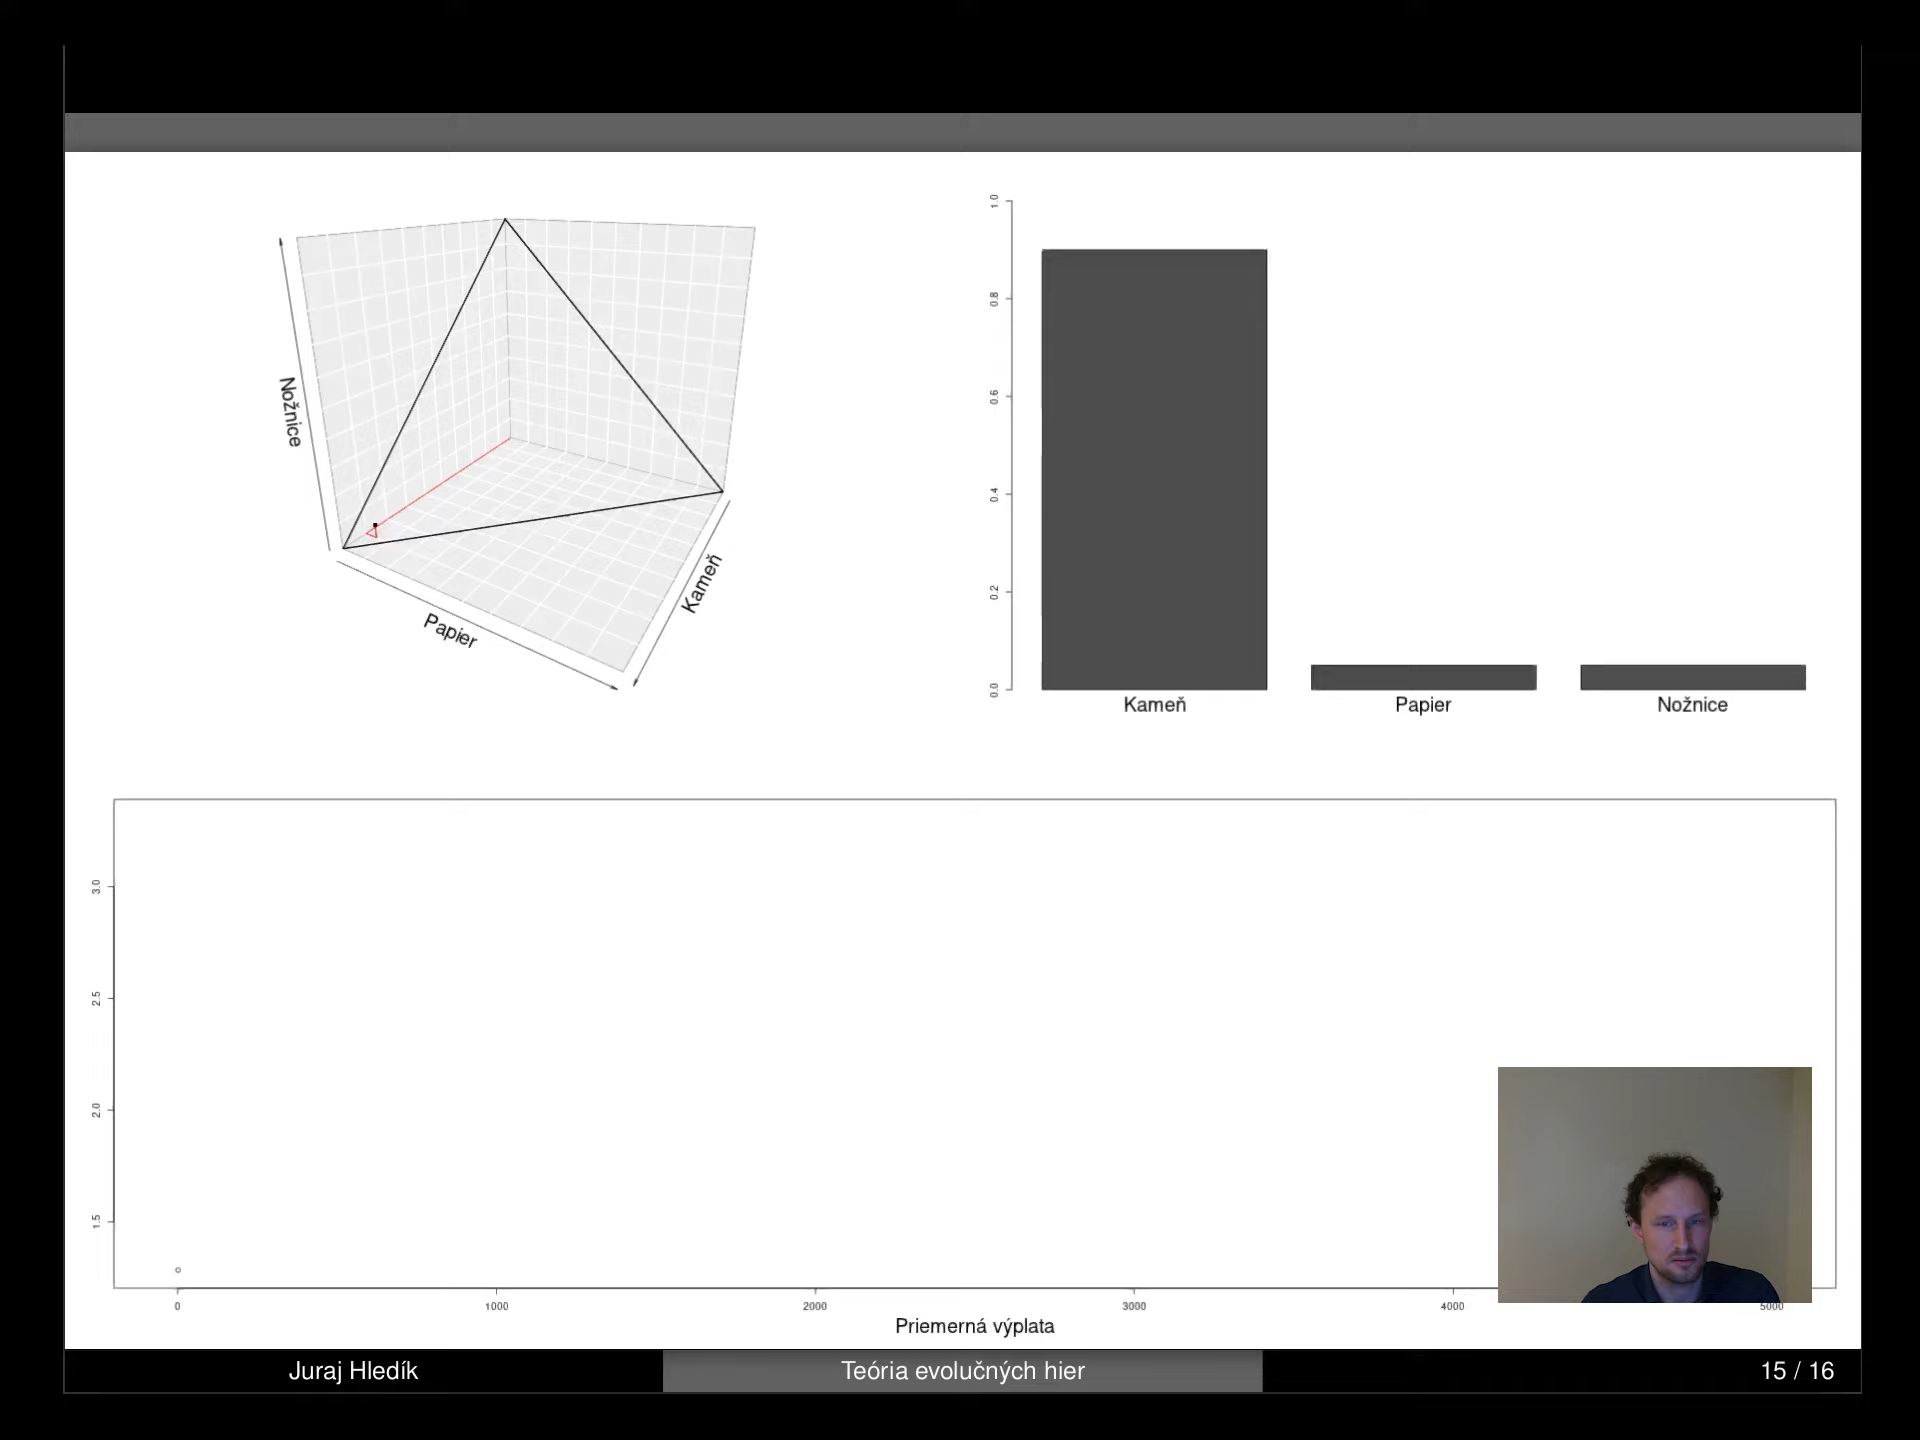 Nožnice
Papier
Kameň
1.0
0.8
0.6
0.4
0.2
0.0
Kameň Papier Nožnice
3.0
2.5
2.0
1.5
0 1000 2000 3000 4000 5000
Priemerná výplata
Juraj Hledík Teória evolučných hier 15 / 16